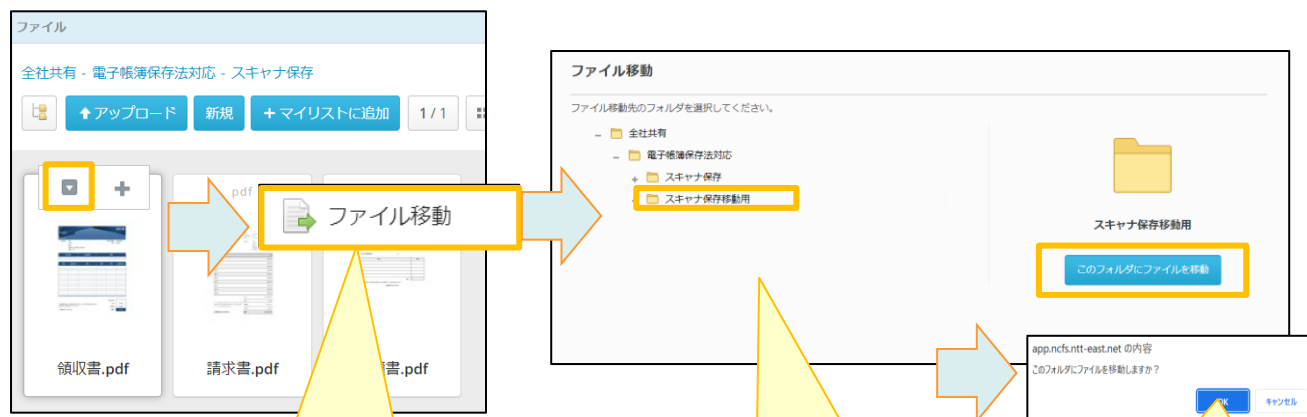 ファイル
全社共有 - 電子帳簿保存法対応 - スキャナ保存
アップロード
新規
+ マイリストに追加
1 / 1
pdf
領収書.pdf
請求書.pdf
書.pdf
ファイル移動
ファイル移動
ファイル移動先のフォルダを選択してください。
全社共有
電子帳簿保存法対応
スキャナ保存
スキャナ保存移動用
スキャナ保存移動用
このフォルダにファイルを移動
app.ncfs.ntt-east.net の内容
このフォルダにファイルを移動しますか？
OK
キャンセル